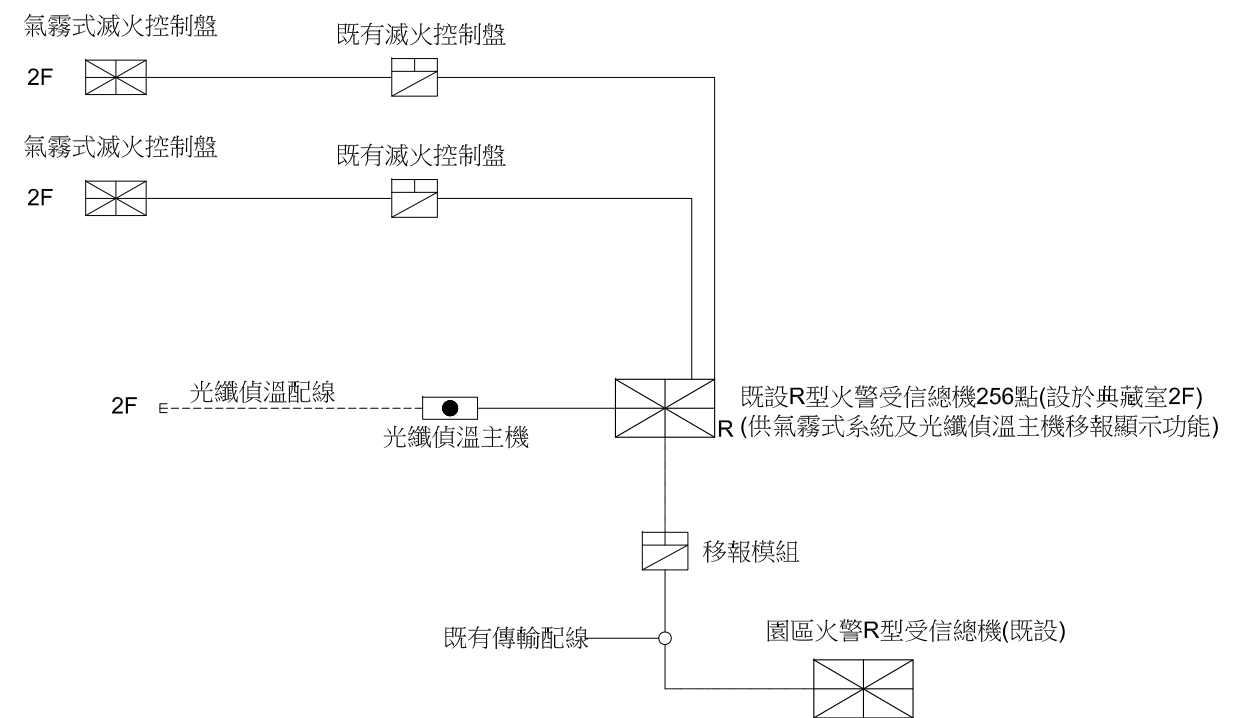 氣霧式滅火控制盤
既有滅火控制盤
2F
氣霧式滅火控制盤
既有滅火控制盤
2F
光纖偵溫配線
2F
E
光纖偵溫主機
既設R型火警受信總機256點(設於典藏室2F)
R (供氣霧式系統及光纖偵溫主機移報顯示功能)
移報模組
既有傳輸配線
園區火警R型受信總機(既設)